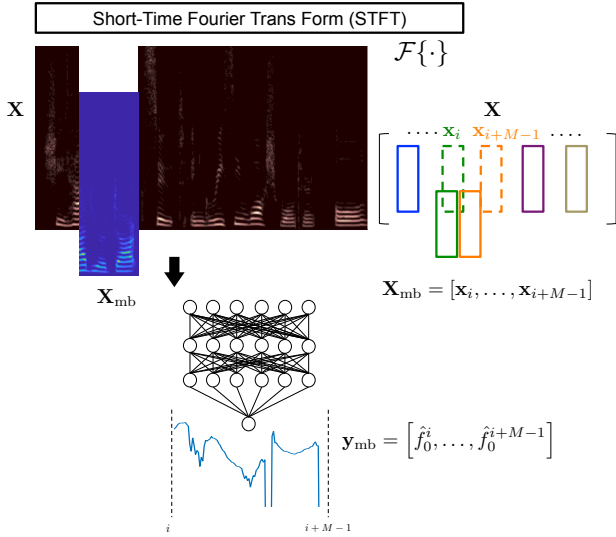 Short-Time Fourier Trans Form (STFT)
𝓕{·}
X
X
.... x_i x_{i+M−1} ....
X_mb
X_mb = [x_i, . . . , x_{i+M−1}]
y_mb = [f̂_0^i, . . . , f̂_0^{i+M−1}]
i
i + M − 1